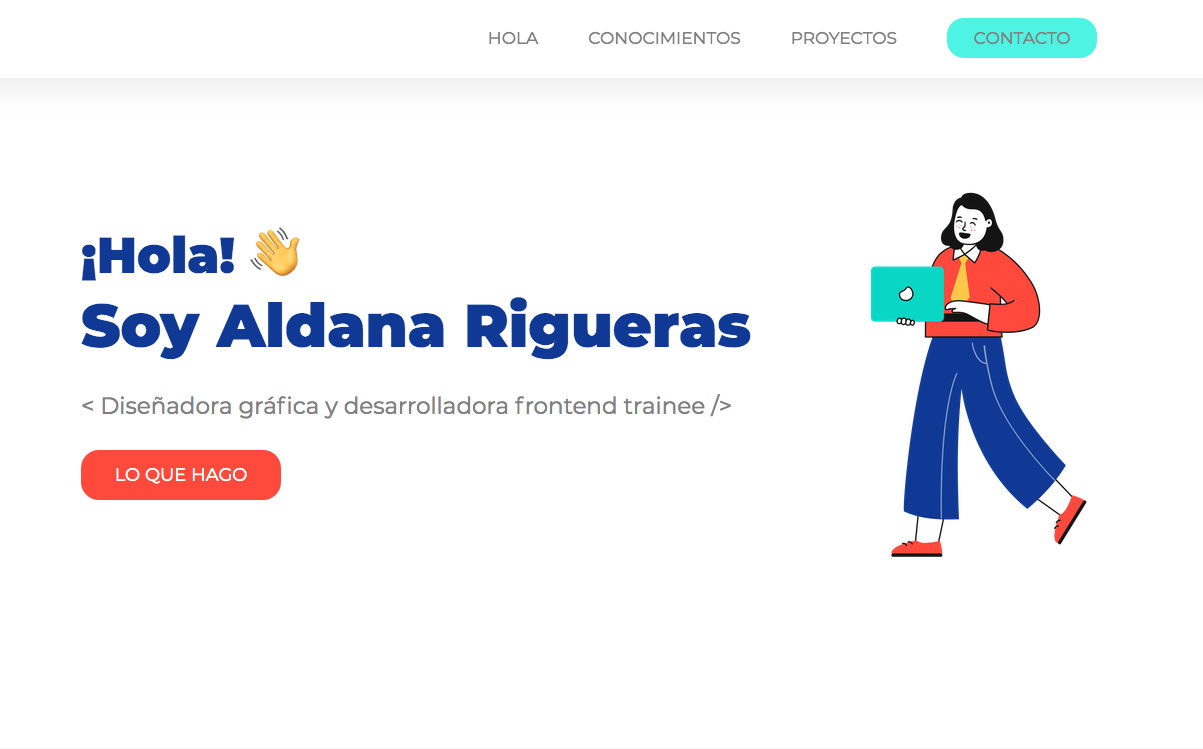 HOLA CONOCIMIENTOS PROYECTOS CONTACTO
¡Hola! 👋
Soy Aldana Rigueras
< Diseñadora gráfica y desarrolladora frontend trainee />
LO QUE HAGO